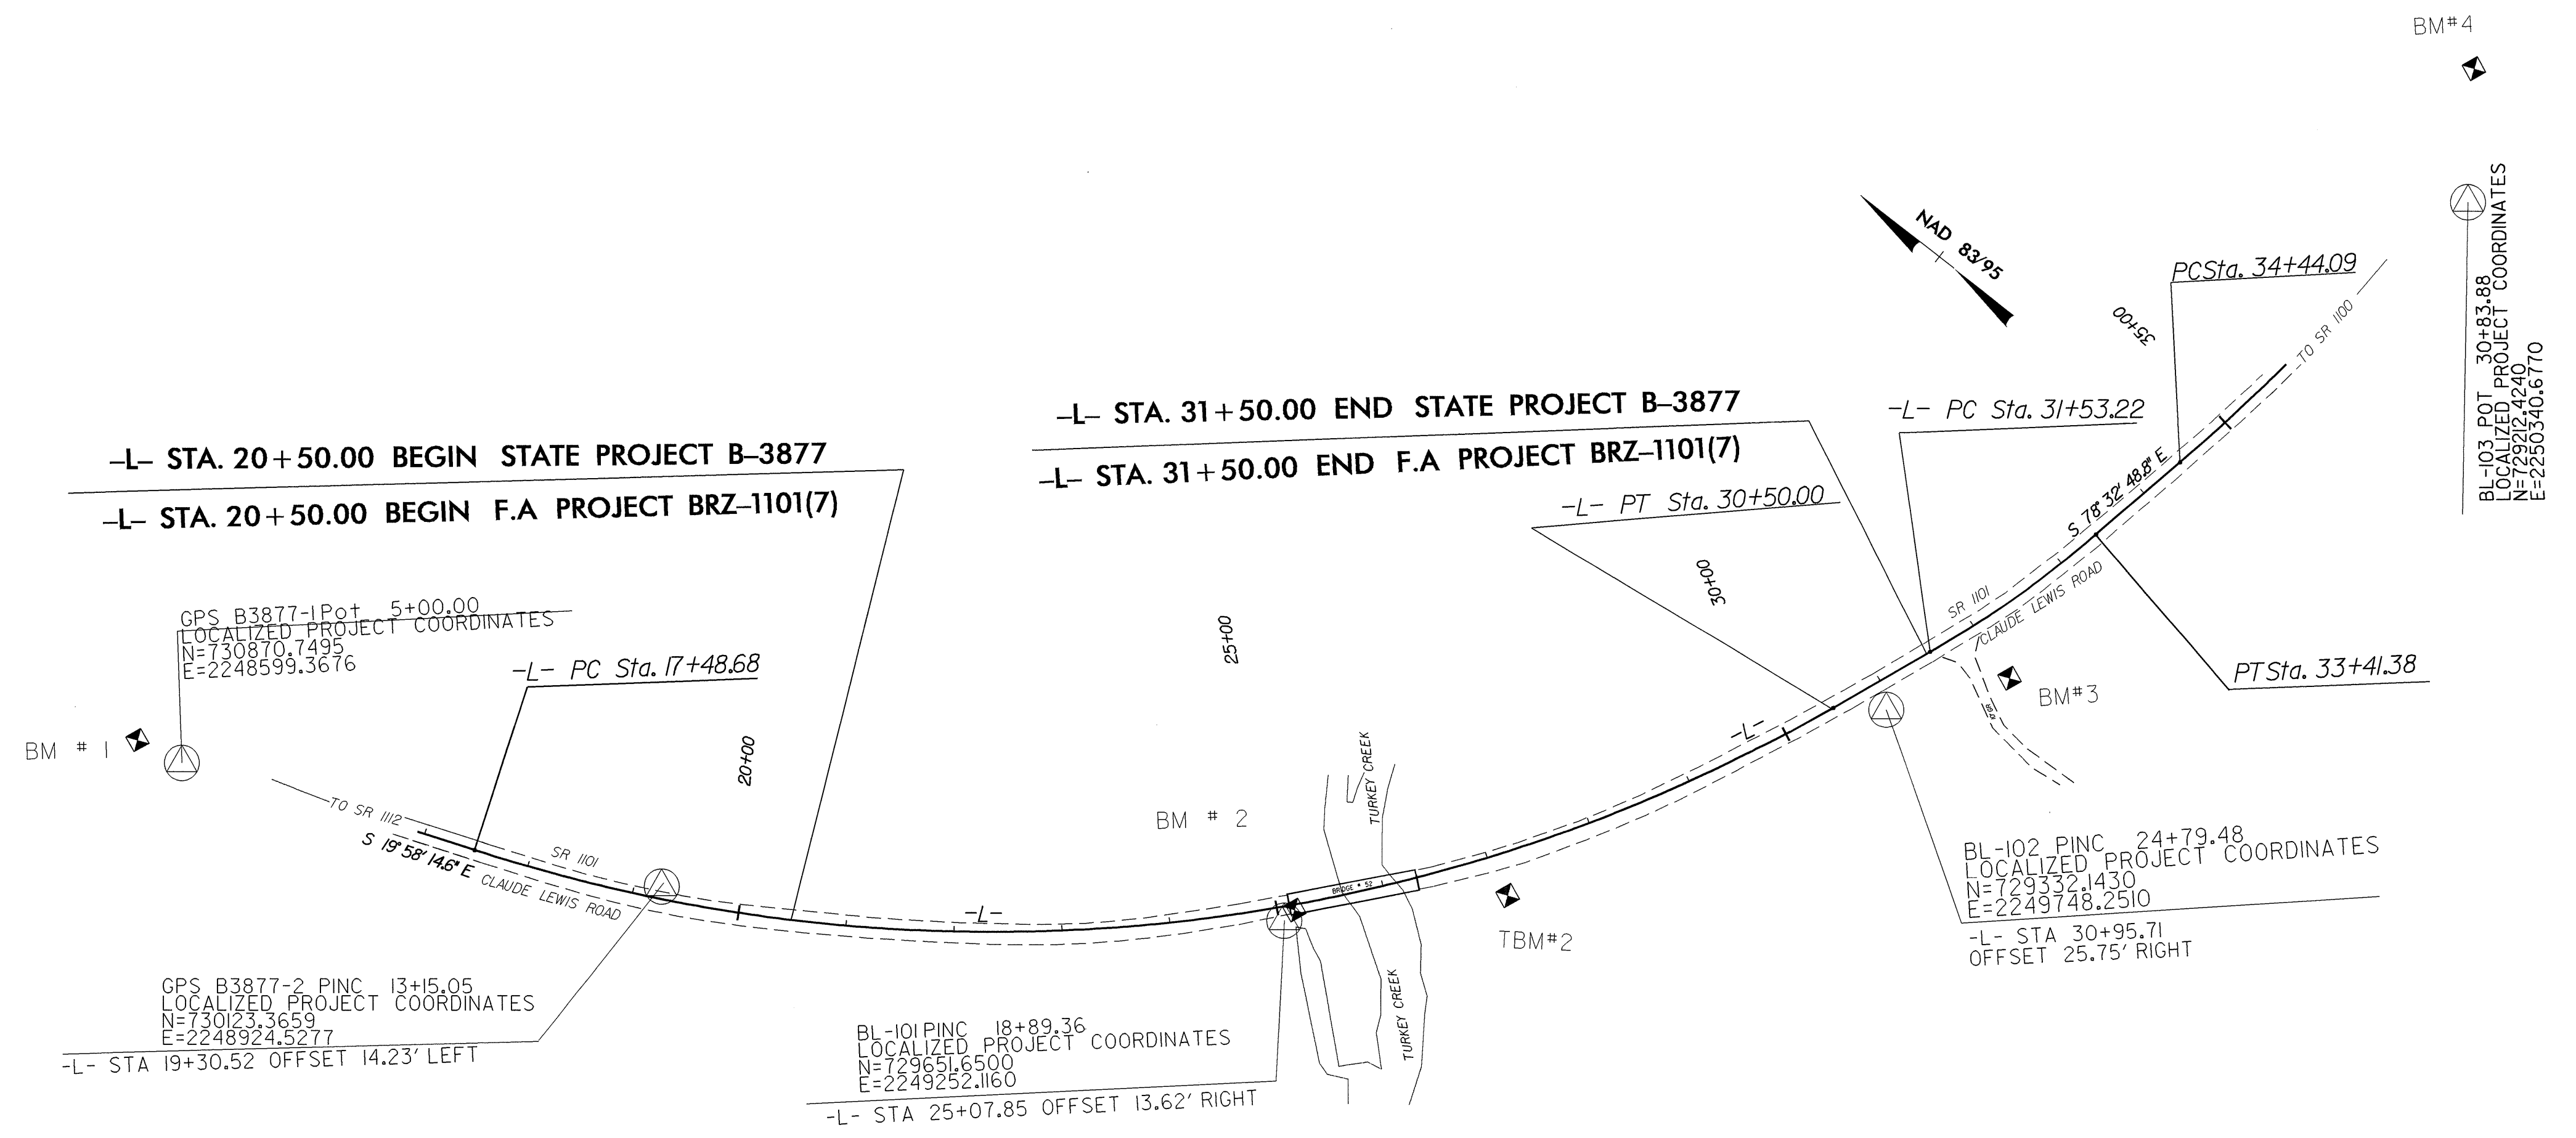 BM#4
NAD 83/95
PCSta. 34+44.09
35+00
TO SR 1100
BL-103 POT 30+83.88
LOCALIZED PROJECT COORDINATES
N=729212.4240
E=2250340.6770
-L- STA. 31+50.00 END STATE PROJECT B-3877
-L- STA. 31+50.00 END F.A PROJECT BRZ-1101(7)
-L- PC Sta. 31+53.22
-L- STA. 20+50.00 BEGIN STATE PROJECT B-3877
-L- STA. 20+50.00 BEGIN F.A PROJECT BRZ-1101(7)
-L- PT Sta. 30+50.00
S 78° 32' 48.8" E
30+00
SR 1101
CLAUDE LEWIS ROAD
GPS B3877-1 Pot 5+00.00
LOCALIZED PROJECT COORDINATES
N=730870.7495
E=2248599.3676
-L- PC Sta. 17+48.68
25+00
PTSta. 33+41.38
BM#3
BM # 1
20+00
-L-
TURKEY CREEK
BM # 2
TO SR 1112
S 19° 58' 14.6" E
SR 1101
CLAUDE LEWIS ROAD
-L-
BRIDGE # 52
TBM#2
BL-102 PINC 24+79.48
LOCALIZED PROJECT COORDINATES
N=729332.1430
E=2249748.2510
-L- STA 30+95.71
OFFSET 25.75' RIGHT
GPS B3877-2 PINC 13+15.05
LOCALIZED PROJECT COORDINATES
N=730123.3659
E=2248924.5277
-L- STA 19+30.52 OFFSET 14.23' LEFT
BL-101 PINC 18+89.36
LOCALIZED PROJECT COORDINATES
N=729651.6500
E=2249252.1160
-L- STA 25+07.85 OFFSET 13.62' RIGHT
TURKEY CREEK